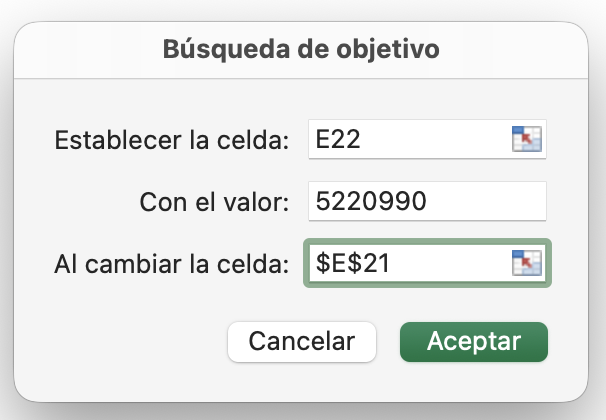 Búsqueda de objetivo
Establecer la celda: E22
Con el valor: 5220990
Al cambiar la celda: $E$21
Cancelar Aceptar